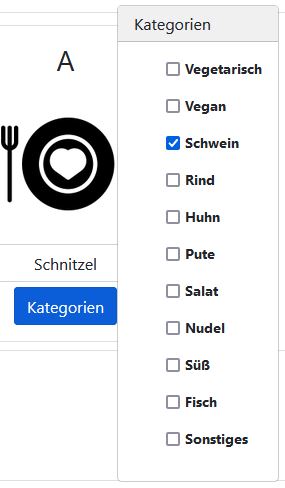 A
Schnitzel
Kategorien
Kategorien
Vegetarisch
Vegan
Schwein
Rind
Huhn
Pute
Salat
Nudel
Süß
Fisch
Sonstiges